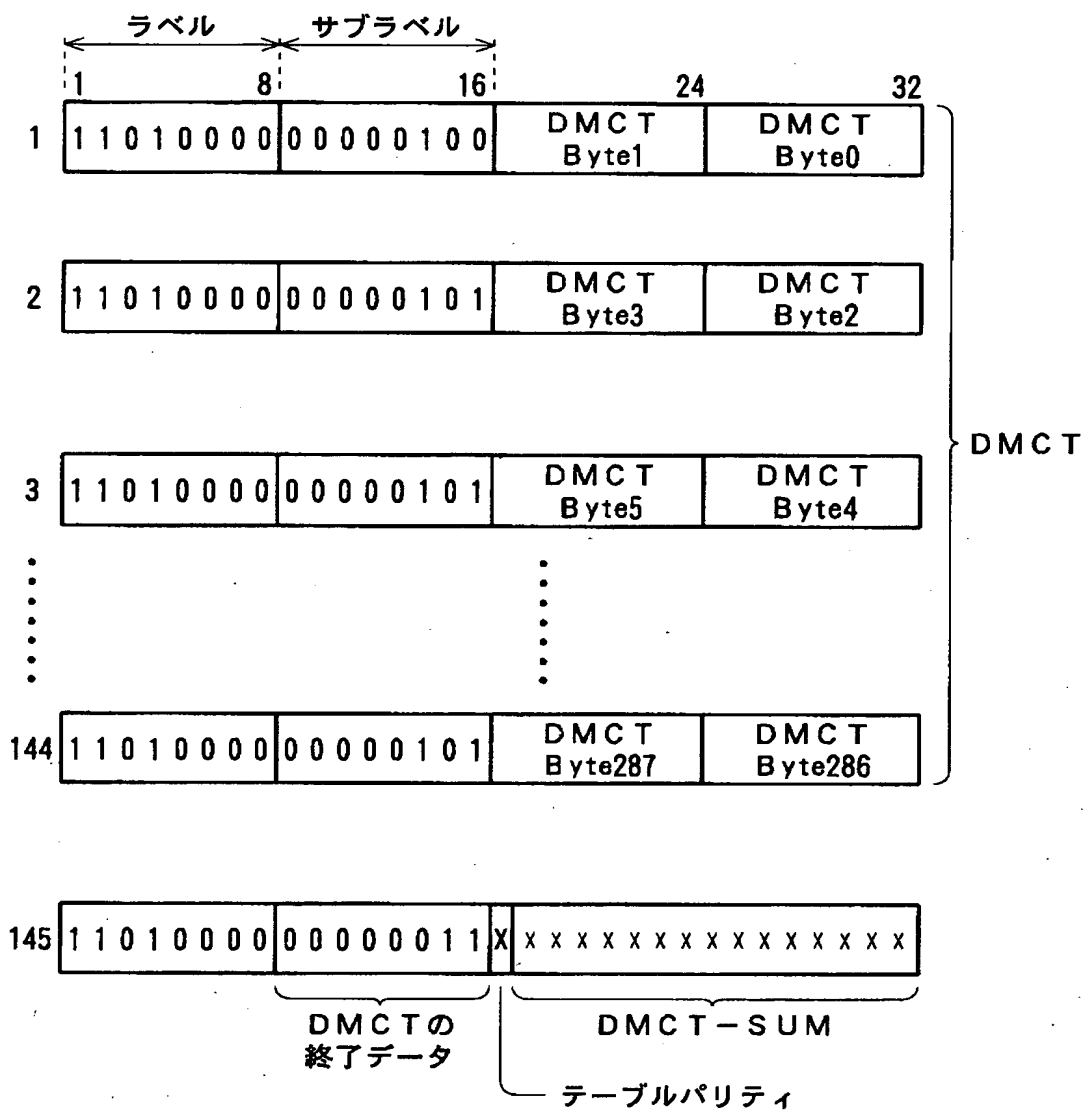 ラベル サブラベル
1 8 16 24 32
1 11010000 00000100 DMCT Byte1 DMCT Byte0
2 11010000 00000101 DMCT Byte3 DMCT Byte2
DMCT
3 11010000 00000101 DMCT Byte5 DMCT Byte4
144 11010000 00000101 DMCT Byte287 DMCT Byte286
145 11010000 00000011 X x x x x x x x x x x x x x x x
DMCTの DMCT-SUM
終了データ
テーブルパリティ